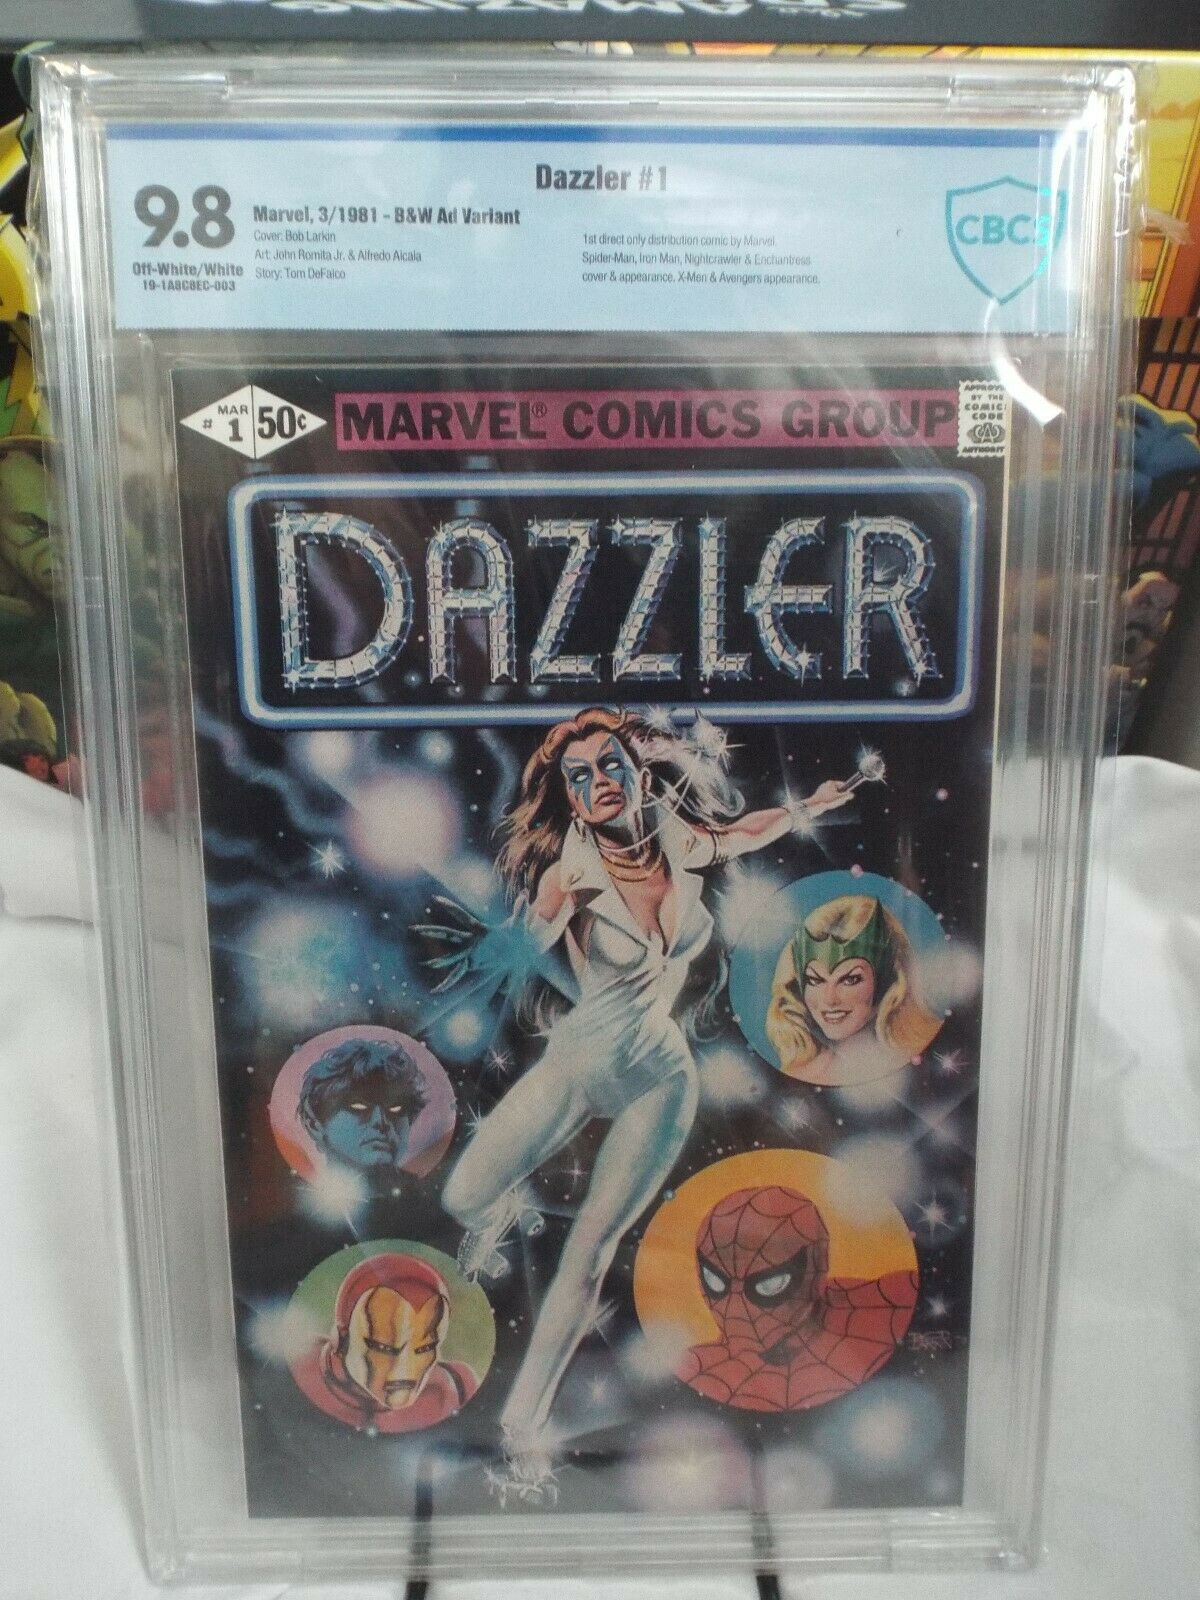 Dazzler #1
9.8
Off-White/White
19-1A8C8EC-003
Marvel, 3/1981 - B&W Ad Variant
Cover: Bob Larkin
Art: John Romita Jr. & Alfredo Alcala
Story: Tom DeFalco
1st direct only distribution comic by Marvel.
Spider-Man, Iron Man, Nightcrawler & Enchantress
cover & appearance. X-Men & Avengers appearance.
CBCS
# MAR 1 50¢
MARVEL® COMICS GROUP
APPROVED
BY THE
COMICS
CODE
AUTHORITY
DAZZLER